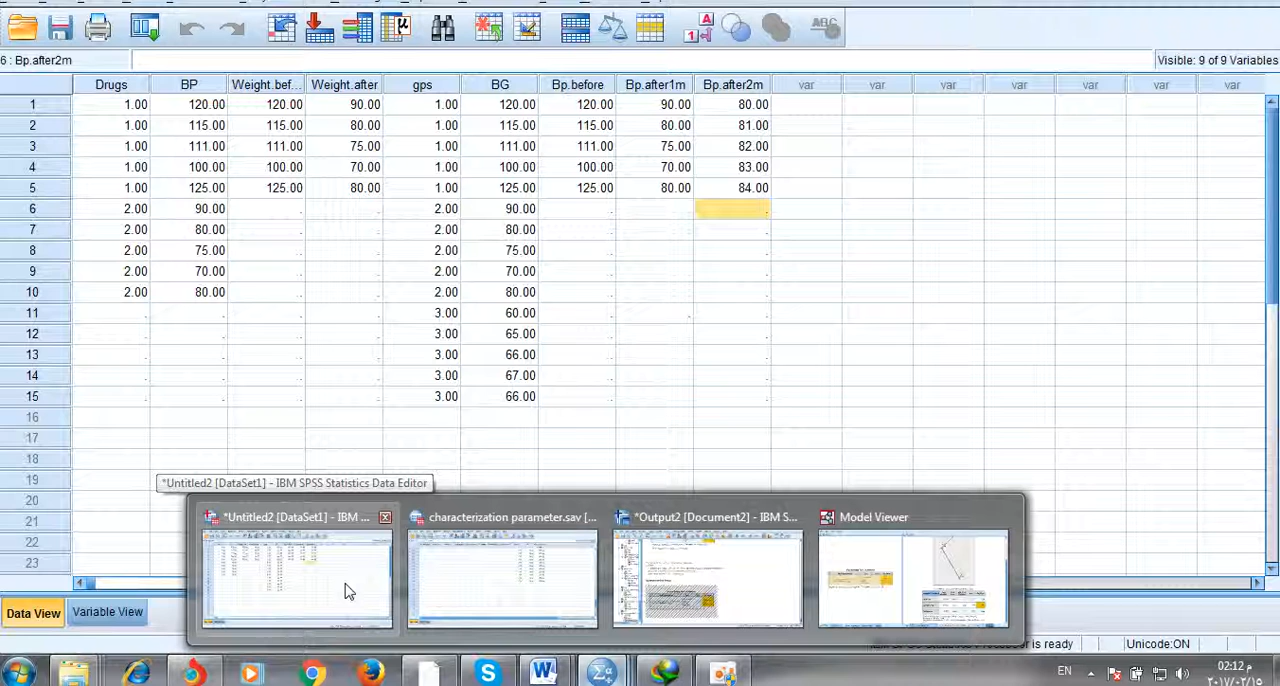 6 : Bp.after2m
Visible: 9 of 9 Variables
Drugs BP Weight.bef... Weight.after gps BG Bp.before Bp.after1m Bp.after2m var var var var var var var
1 1.00 120.00 120.00 90.00 1.00 120.00 120.00 90.00 80.00
2 1.00 115.00 115.00 80.00 1.00 115.00 115.00 80.00 81.00
3 1.00 111.00 111.00 75.00 1.00 111.00 111.00 75.00 82.00
4 1.00 100.00 100.00 70.00 1.00 100.00 100.00 70.00 83.00
5 1.00 125.00 125.00 80.00 1.00 125.00 125.00 80.00 84.00
6 2.00 90.00 . . 2.00 90.00 . . .
7 2.00 80.00 . . 2.00 80.00 . . .
8 2.00 75.00 . . 2.00 75.00 . . .
9 2.00 70.00 . . 2.00 70.00 . . .
10 2.00 80.00 . . 2.00 80.00 . . .
11 . . . . 3.00 60.00 . . .
12 . . . . 3.00 65.00 . . .
13 . . . . 3.00 66.00 . . .
14 . . . . 3.00 67.00 . . .
15 . . . . 3.00 66.00 . . .
16
17
18
19
*Untitled2 [DataSet1] - IBM SPSS Statistics Data Editor
20
21
*Untitled2 [DataSet1] - IBM ... characterization parameter.sav [... *Output2 [Document2] - IBM S... Model Viewer
22
23
Data View Variable View
is ready Unicode:ON
EN 02:12 م
٢٠١٧/٠٢/١٥